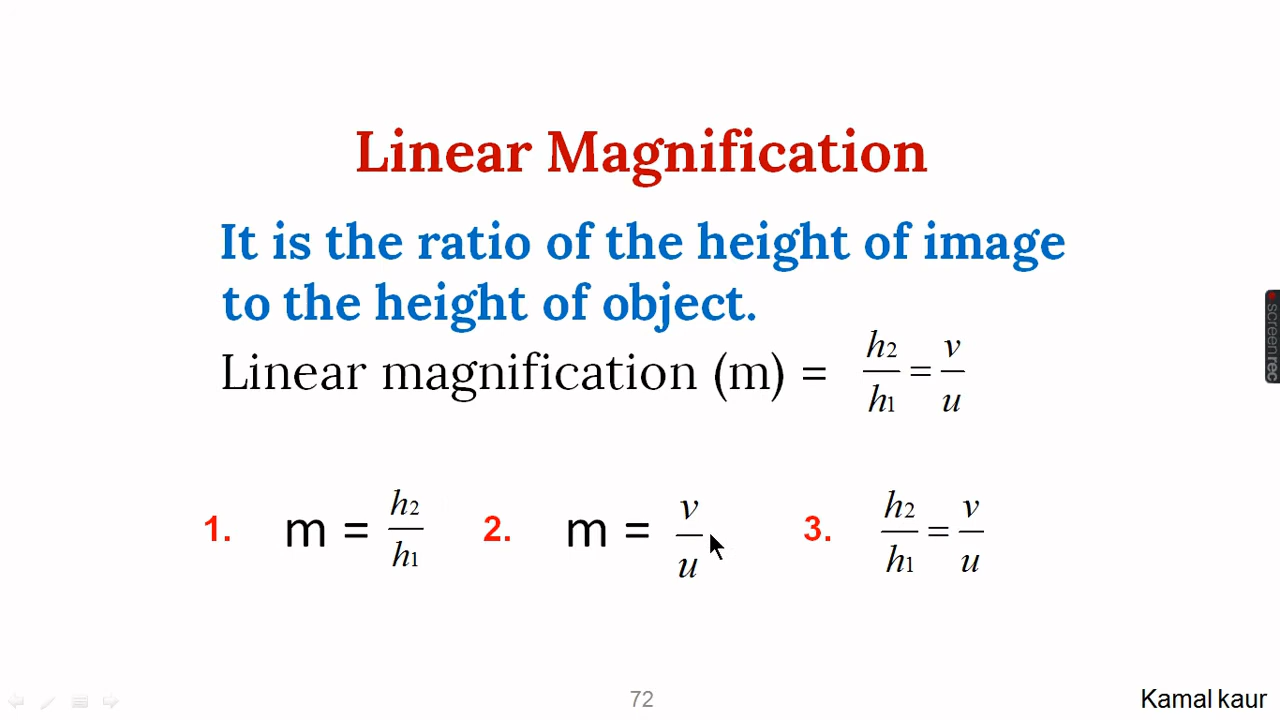 Linear Magnification
It is the ratio of the height of image
to the height of object.
Linear magnification (m) = h2/h1 = v/u
1. m = h2/h1 2. m = v/u 3. h2/h1 = v/u
72
Kamal kaur
screenrec